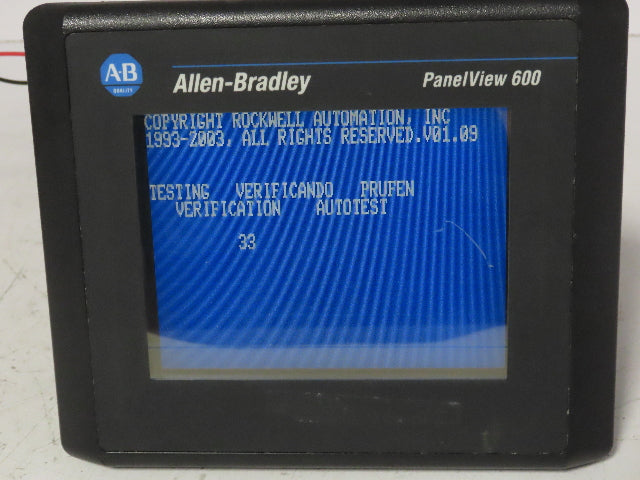 A·B
QUALITY
Allen-Bradley
PanelView 600
COPYRIGHT ROCKWELL AUTOMATION, INC
1993-2003, ALL RIGHTS RESERVED.V01.09
TESTING VERIFICANDO PRUFEN
VERIFICATION AUTOTEST
33